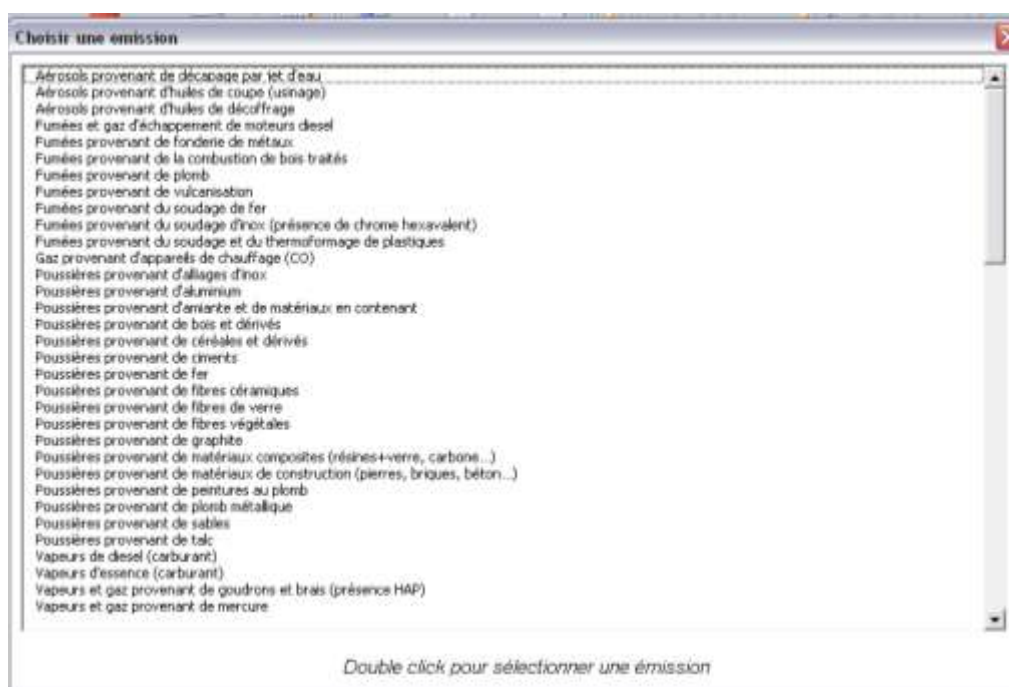 Choisir une emission
Aérosols provenant de décapage par jet d'eau
Aérosols provenant d'huiles de coupe (usinage)
Aérosols provenant d'huiles de décoffrage
Fumées et gaz d'échappement de moteurs diesel
Fumées provenant de fonderie de métaux
Fumées provenant de la combustion de bois traités
Fumées provenant de plomb
Fumées provenant de vulcanisation
Fumées provenant du soudage de fer
Fumées provenant du soudage d'inox (présence de chrome hexavalent)
Fumées provenant du soudage et du thermoformage de plastiques
Gaz provenant d'appareils de chauffage (CO)
Poussières provenant d'alliages d'inox
Poussières provenant d'aluminium
Poussières provenant d'amiante et de matériaux en contenant
Poussières provenant de bois et dérivés
Poussières provenant de céréales et dérivés
Poussières provenant de ciments
Poussières provenant de fer
Poussières provenant de fibres céramiques
Poussières provenant de fibres de verre
Poussières provenant de fibres végétales
Poussières provenant de graphite
Poussières provenant de matériaux composites (résines+verre, carbone...)
Poussières provenant de matériaux de construction (pierres, briques, béton...)
Poussières provenant de peintures au plomb
Poussières provenant de plomb métallique
Poussières provenant de sables
Poussières provenant de talc
Vapeurs de diesel (carburant)
Vapeurs d'essence (carburant)
Vapeurs et gaz provenant de goudrons et brais (présence HAP)
Vapeurs et gaz provenant de mercure
Double click pour sélectionner une émission